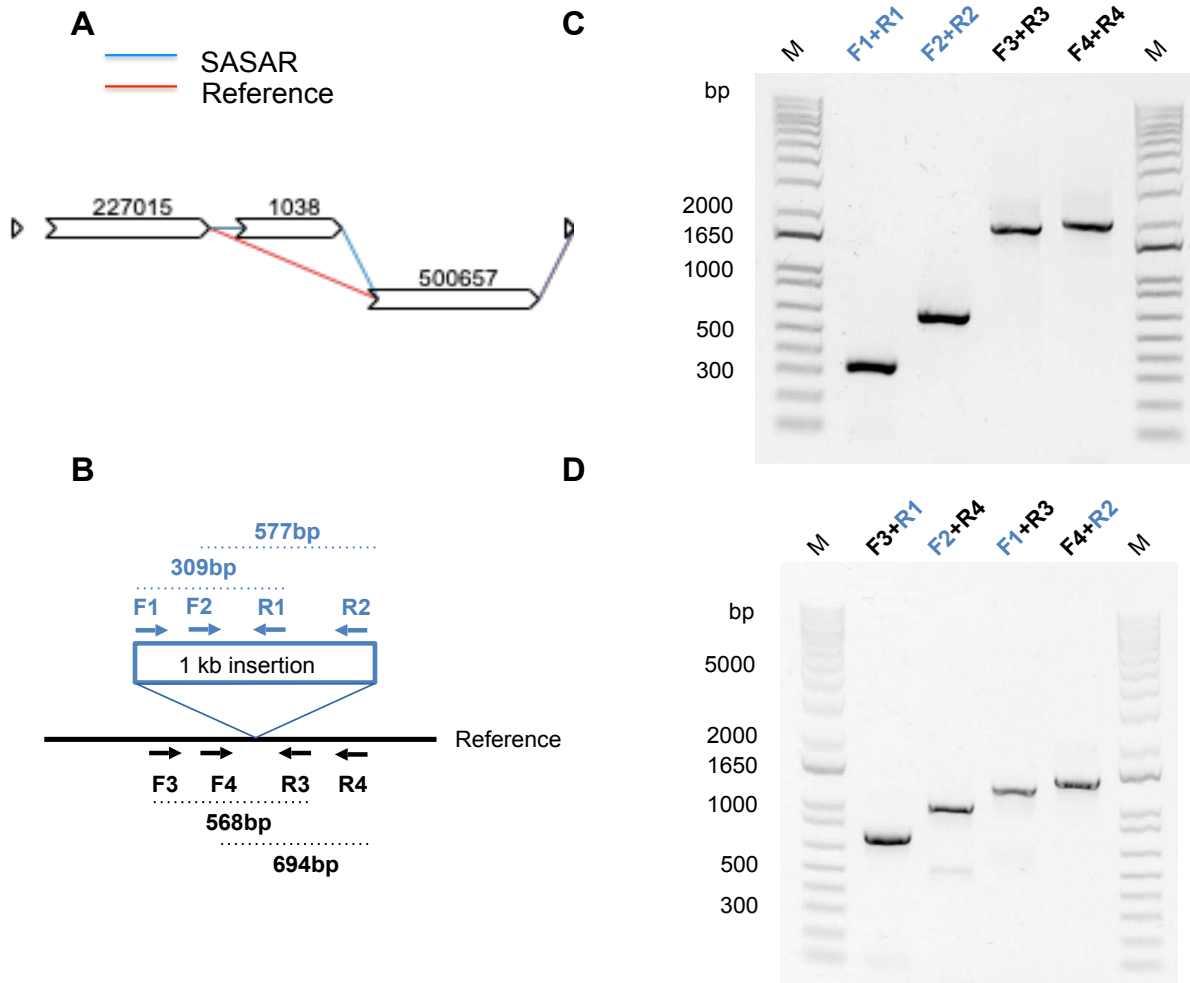 A
SASAR
Reference
227015
1038
500657
B
577bp
309bp
F1 F2 R1 R2
1 kb insertion
Reference
F3 F4 R3 R4
568bp
694bp
C
M F1+R1 F2+R2 F3+R3 F4+R4 M
bp
2000
1650
1000
500
300
D
M F3+R1 F2+R4 F1+R3 F4+R2 M
bp
5000
2000
1650
1000
500
300